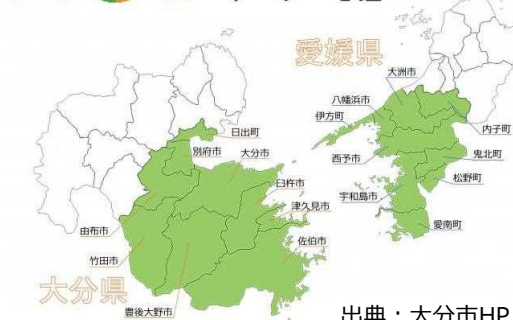 愛媛県
大洲市
八幡浜市
伊方町
日出町
内子町
別府市
大分市
西予市
鬼北町
松野町
臼杵市
宇和島市
津久見市
愛南町
由布市
佐伯市
竹田市
大分県
豊後大野市
出典：大分市HP